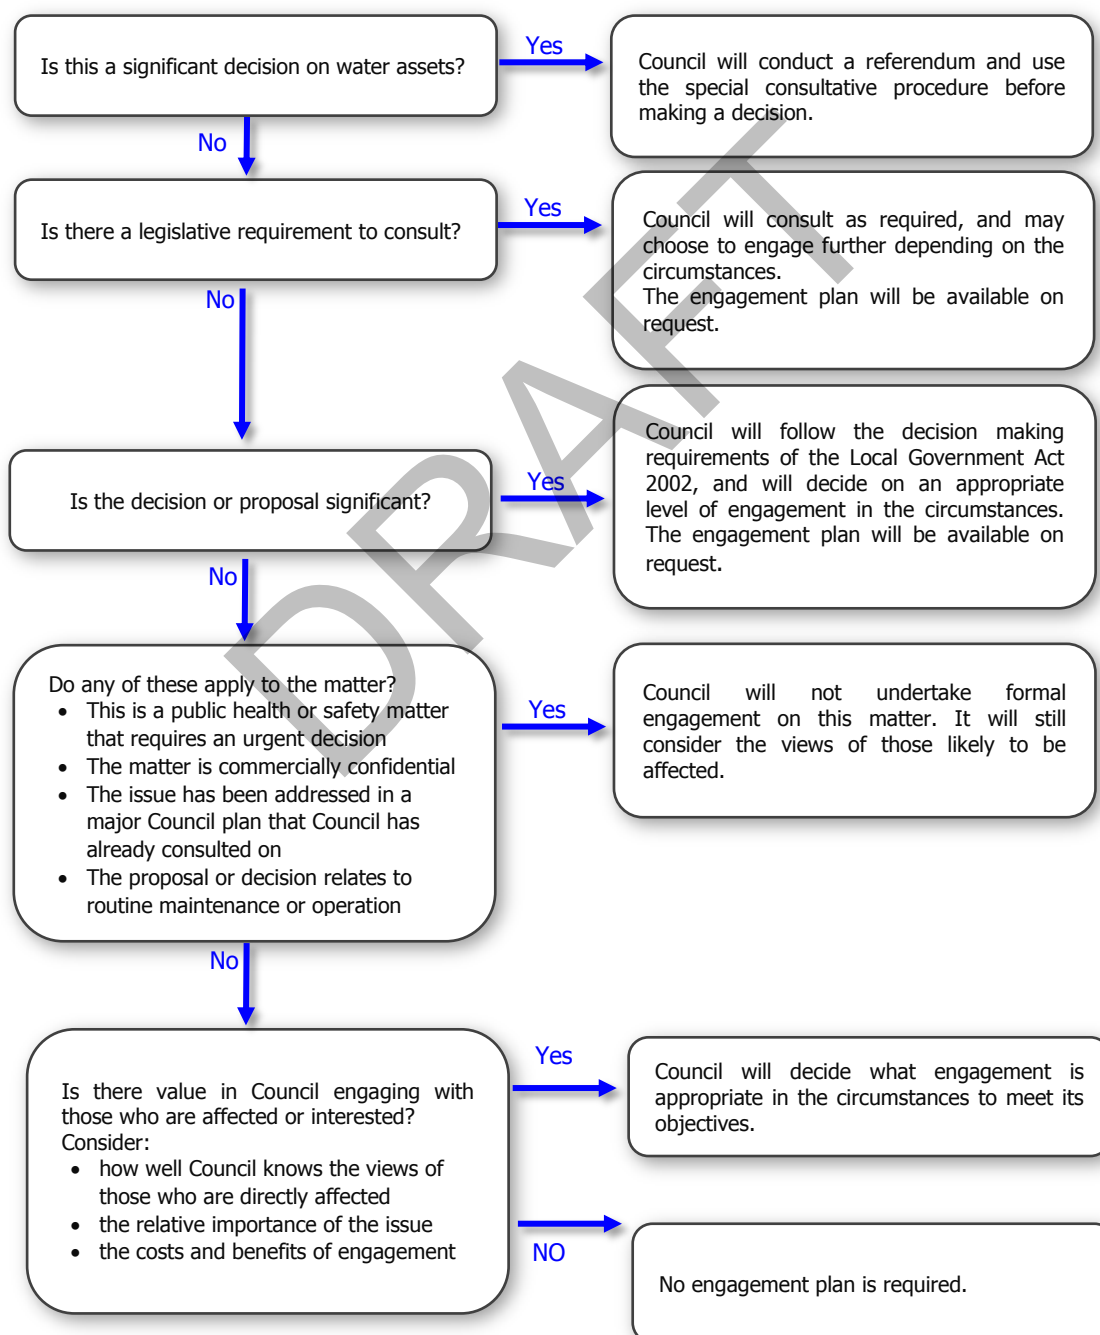 Is this a significant decision on water assets?
Yes
Council will conduct a referendum and use
the special consultative procedure before
making a decision.
No
Is there a legislative requirement to consult?
Yes
Council will consult as required, and may
choose to engage further depending on the
circumstances.
The engagement plan will be available on
request.
No
Is the decision or proposal significant?
Yes
Council will follow the decision making
requirements of the Local Government Act
2002, and will decide on an appropriate
level of engagement in the circumstances.
The engagement plan will be available on
request.
No
Do any of these apply to the matter?
• This is a public health or safety matter
that requires an urgent decision
• The matter is commercially confidential
• The issue has been addressed in a
major Council plan that Council has
already consulted on
• The proposal or decision relates to
routine maintenance or operation
Yes
Council will not undertake formal
engagement on this matter. It will still
consider the views of those likely to be
affected.
No
Is there value in Council engaging with
those who are affected or interested?
Consider:
• how well Council knows the views of
those who are directly affected
• the relative importance of the issue
• the costs and benefits of engagement
Yes
Council will decide what engagement is
appropriate in the circumstances to meet its
objectives.
NO
No engagement plan is required.
DRAFT